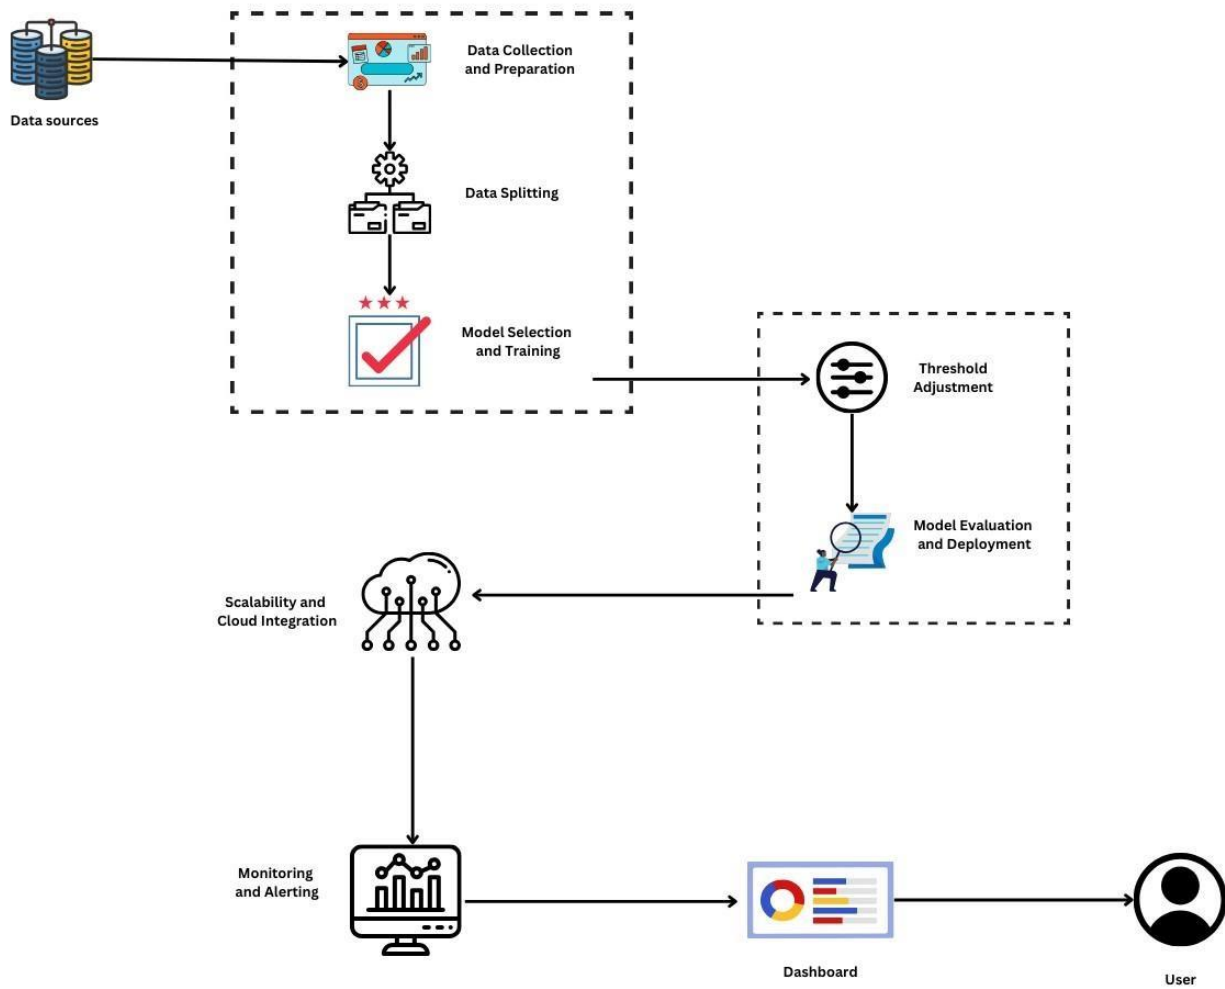 Data sources
Data Collection
and Preparation
Data Splitting
Model Selection
and Training
Threshold
Adjustment
Model Evaluation
and Deployment
Scalability and
Cloud Integration
Monitoring
and Alerting
Dashboard
User